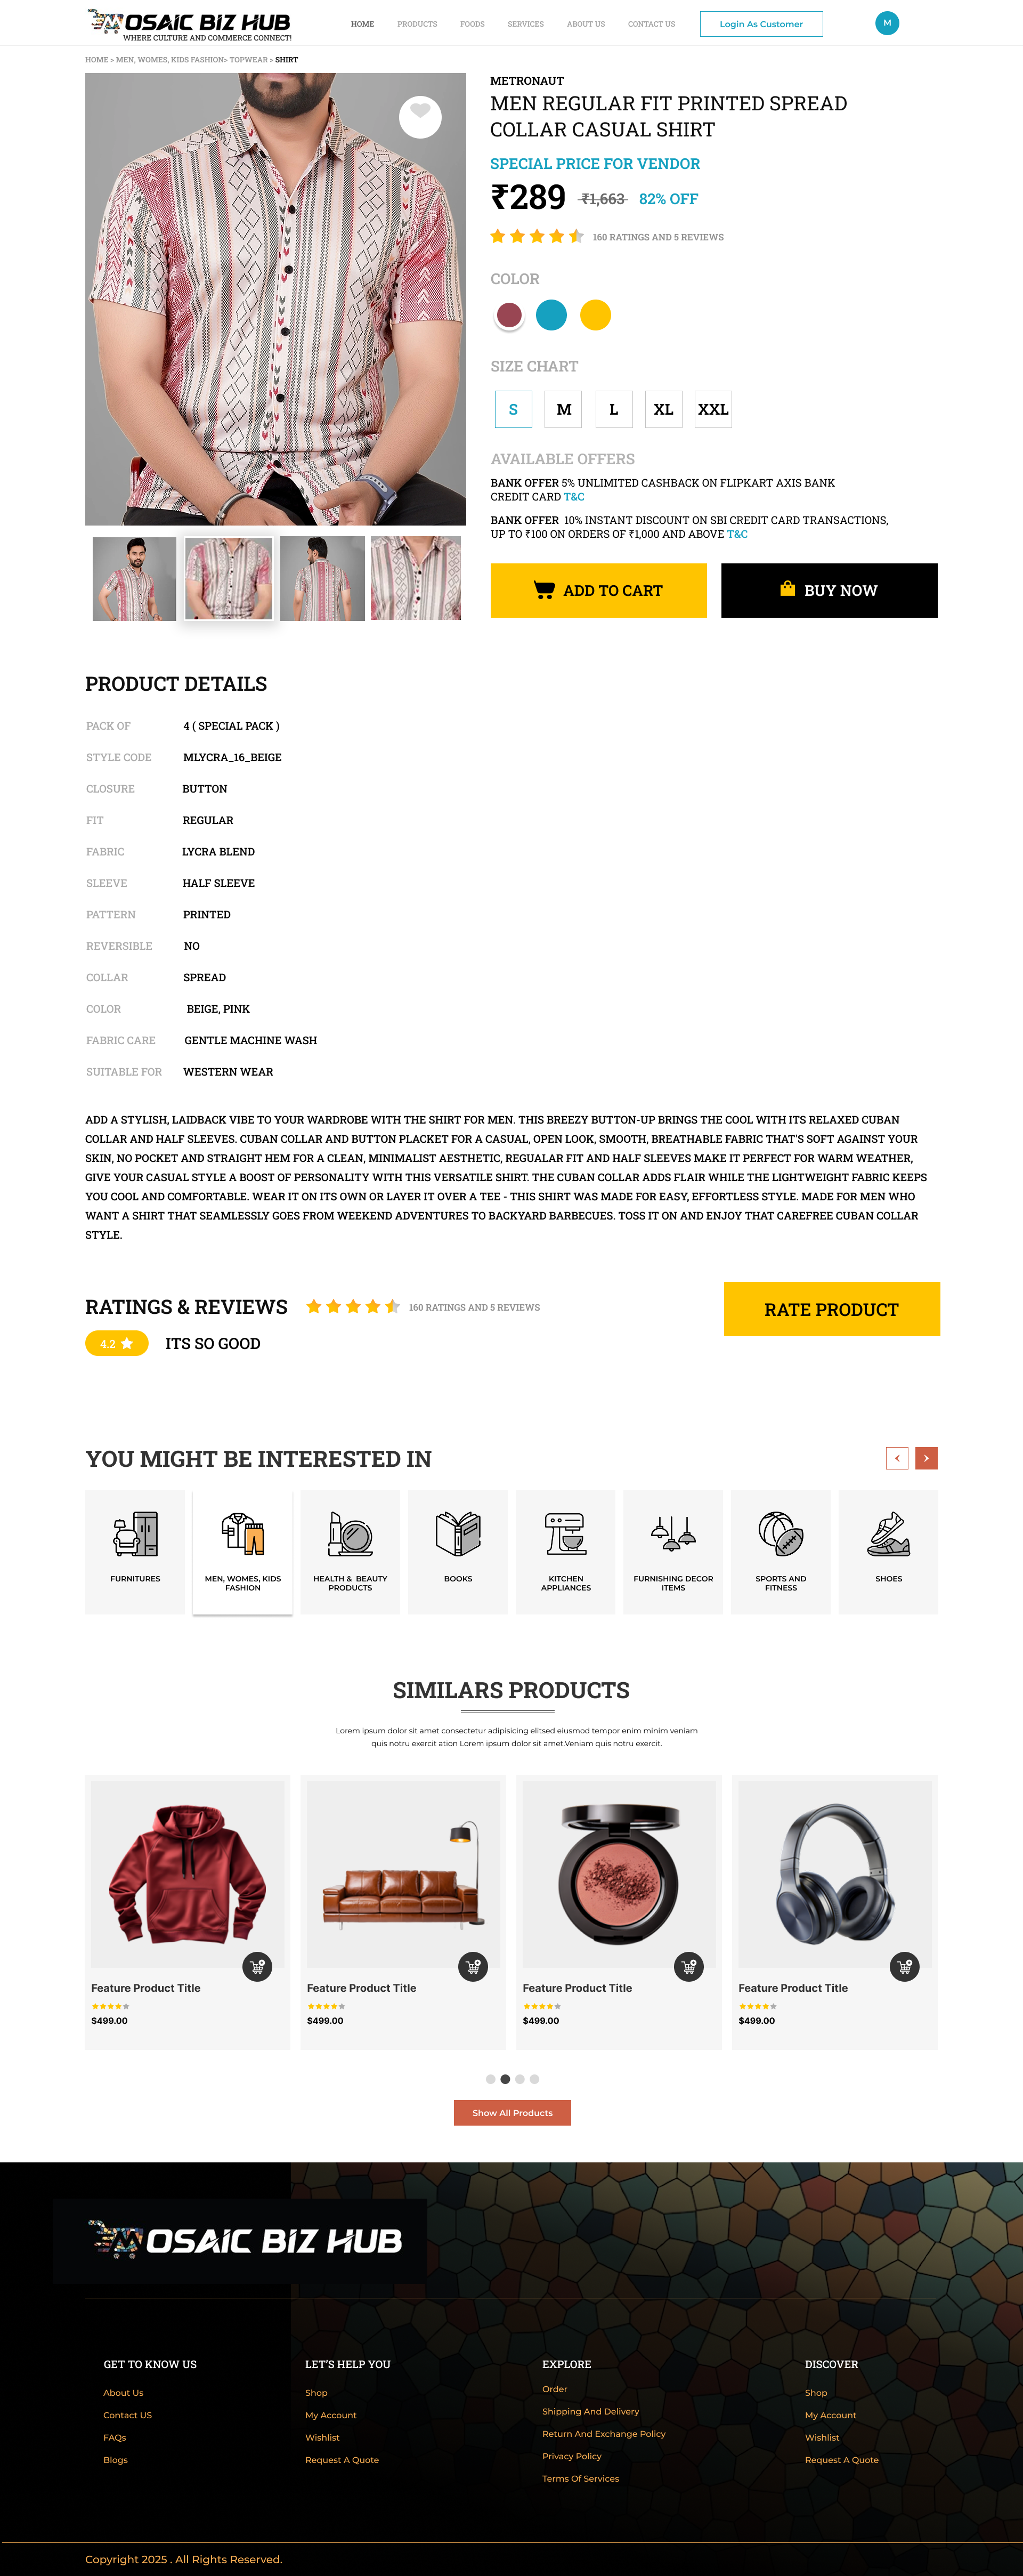 MOSAIC BIZ HUB
WHERE CULTURE AND COMMERCE CONNECT!
HOME
PRODUCTS
FOODS
SERVICES
ABOUT US
CONTACT US
Login As Customer
M
HOME > MEN, WOMES, KIDS FASHION> TOPWEAR > SHIRT
METRONAUT
MEN REGULAR FIT PRINTED SPREAD
COLLAR CASUAL SHIRT
SPECIAL PRICE FOR VENDOR
₹289 ₹1,663 82% OFF
160 RATINGS AND 5 REVIEWS
COLOR
SIZE CHART
S M L XL XXL
AVAILABLE OFFERS
BANK OFFER 5% UNLIMITED CASHBACK ON FLIPKART AXIS BANK
CREDIT CARD T&C
BANK OFFER 10% INSTANT DISCOUNT ON SBI CREDIT CARD TRANSACTIONS,
UP TO ₹100 ON ORDERS OF ₹1,000 AND ABOVE T&C
ADD TO CART
BUY NOW
PRODUCT DETAILS
PACK OF 4 ( SPECIAL PACK )
STYLE CODE MLYCRA_16_BEIGE
CLOSURE BUTTON
FIT REGULAR
FABRIC LYCRA BLEND
SLEEVE HALF SLEEVE
PATTERN PRINTED
REVERSIBLE NO
COLLAR SPREAD
COLOR BEIGE, PINK
FABRIC CARE GENTLE MACHINE WASH
SUITABLE FOR WESTERN WEAR
ADD A STYLISH, LAIDBACK VIBE TO YOUR WARDROBE WITH THE SHIRT FOR MEN. THIS BREEZY BUTTON-UP BRINGS THE COOL WITH ITS RELAXED CUBAN
COLLAR AND HALF SLEEVES. CUBAN COLLAR AND BUTTON PLACKET FOR A CASUAL, OPEN LOOK, SMOOTH, BREATHABLE FABRIC THAT'S SOFT AGAINST YOUR
SKIN, NO POCKET AND STRAIGHT HEM FOR A CLEAN, MINIMALIST AESTHETIC, REGUALAR FIT AND HALF SLEEVES MAKE IT PERFECT FOR WARM WEATHER,
GIVE YOUR CASUAL STYLE A BOOST OF PERSONALITY WITH THIS VERSATILE SHIRT. THE CUBAN COLLAR ADDS FLAIR WHILE THE LIGHTWEIGHT FABRIC KEEPS
YOU COOL AND COMFORTABLE. WEAR IT ON ITS OWN OR LAYER IT OVER A TEE - THIS SHIRT WAS MADE FOR EASY, EFFORTLESS STYLE. MADE FOR MEN WHO
WANT A SHIRT THAT SEAMLESSLY GOES FROM WEEKEND ADVENTURES TO BACKYARD BARBECUES. TOSS IT ON AND ENJOY THAT CAREFREE CUBAN COLLAR
STYLE.
RATINGS & REVIEWS
160 RATINGS AND 5 REVIEWS
RATE PRODUCT
4.2
ITS SO GOOD
YOU MIGHT BE INTERESTED IN
FURNITURES
MEN, WOMES, KIDS
FASHION
HEALTH & BEAUTY
PRODUCTS
BOOKS
KITCHEN
APPLIANCES
FURNISHING DECOR
ITEMS
SPORTS AND
FITNESS
SHOES
SIMILARS PRODUCTS
Lorem ipsum dolor sit amet consectetur adipisicing elitsed eiusmod tempor enim minim veniam
quis notru exercit ation Lorem ipsum dolor sit amet.Veniam quis notru exercit.
Feature Product Title
$499.00
Feature Product Title
$499.00
Feature Product Title
$499.00
Feature Product Title
$499.00
Show All Products
MOSAIC BIZ HUB
GET TO KNOW US
About Us
Contact US
FAQs
Blogs
LET'S HELP YOU
Shop
My Account
Wishlist
Request A Quote
EXPLORE
Order
Shipping And Delivery
Return And Exchange Policy
Privacy Policy
Terms Of Services
DISCOVER
Shop
My Account
Wishlist
Request A Quote
Copyright 2025 . All Rights Reserved.